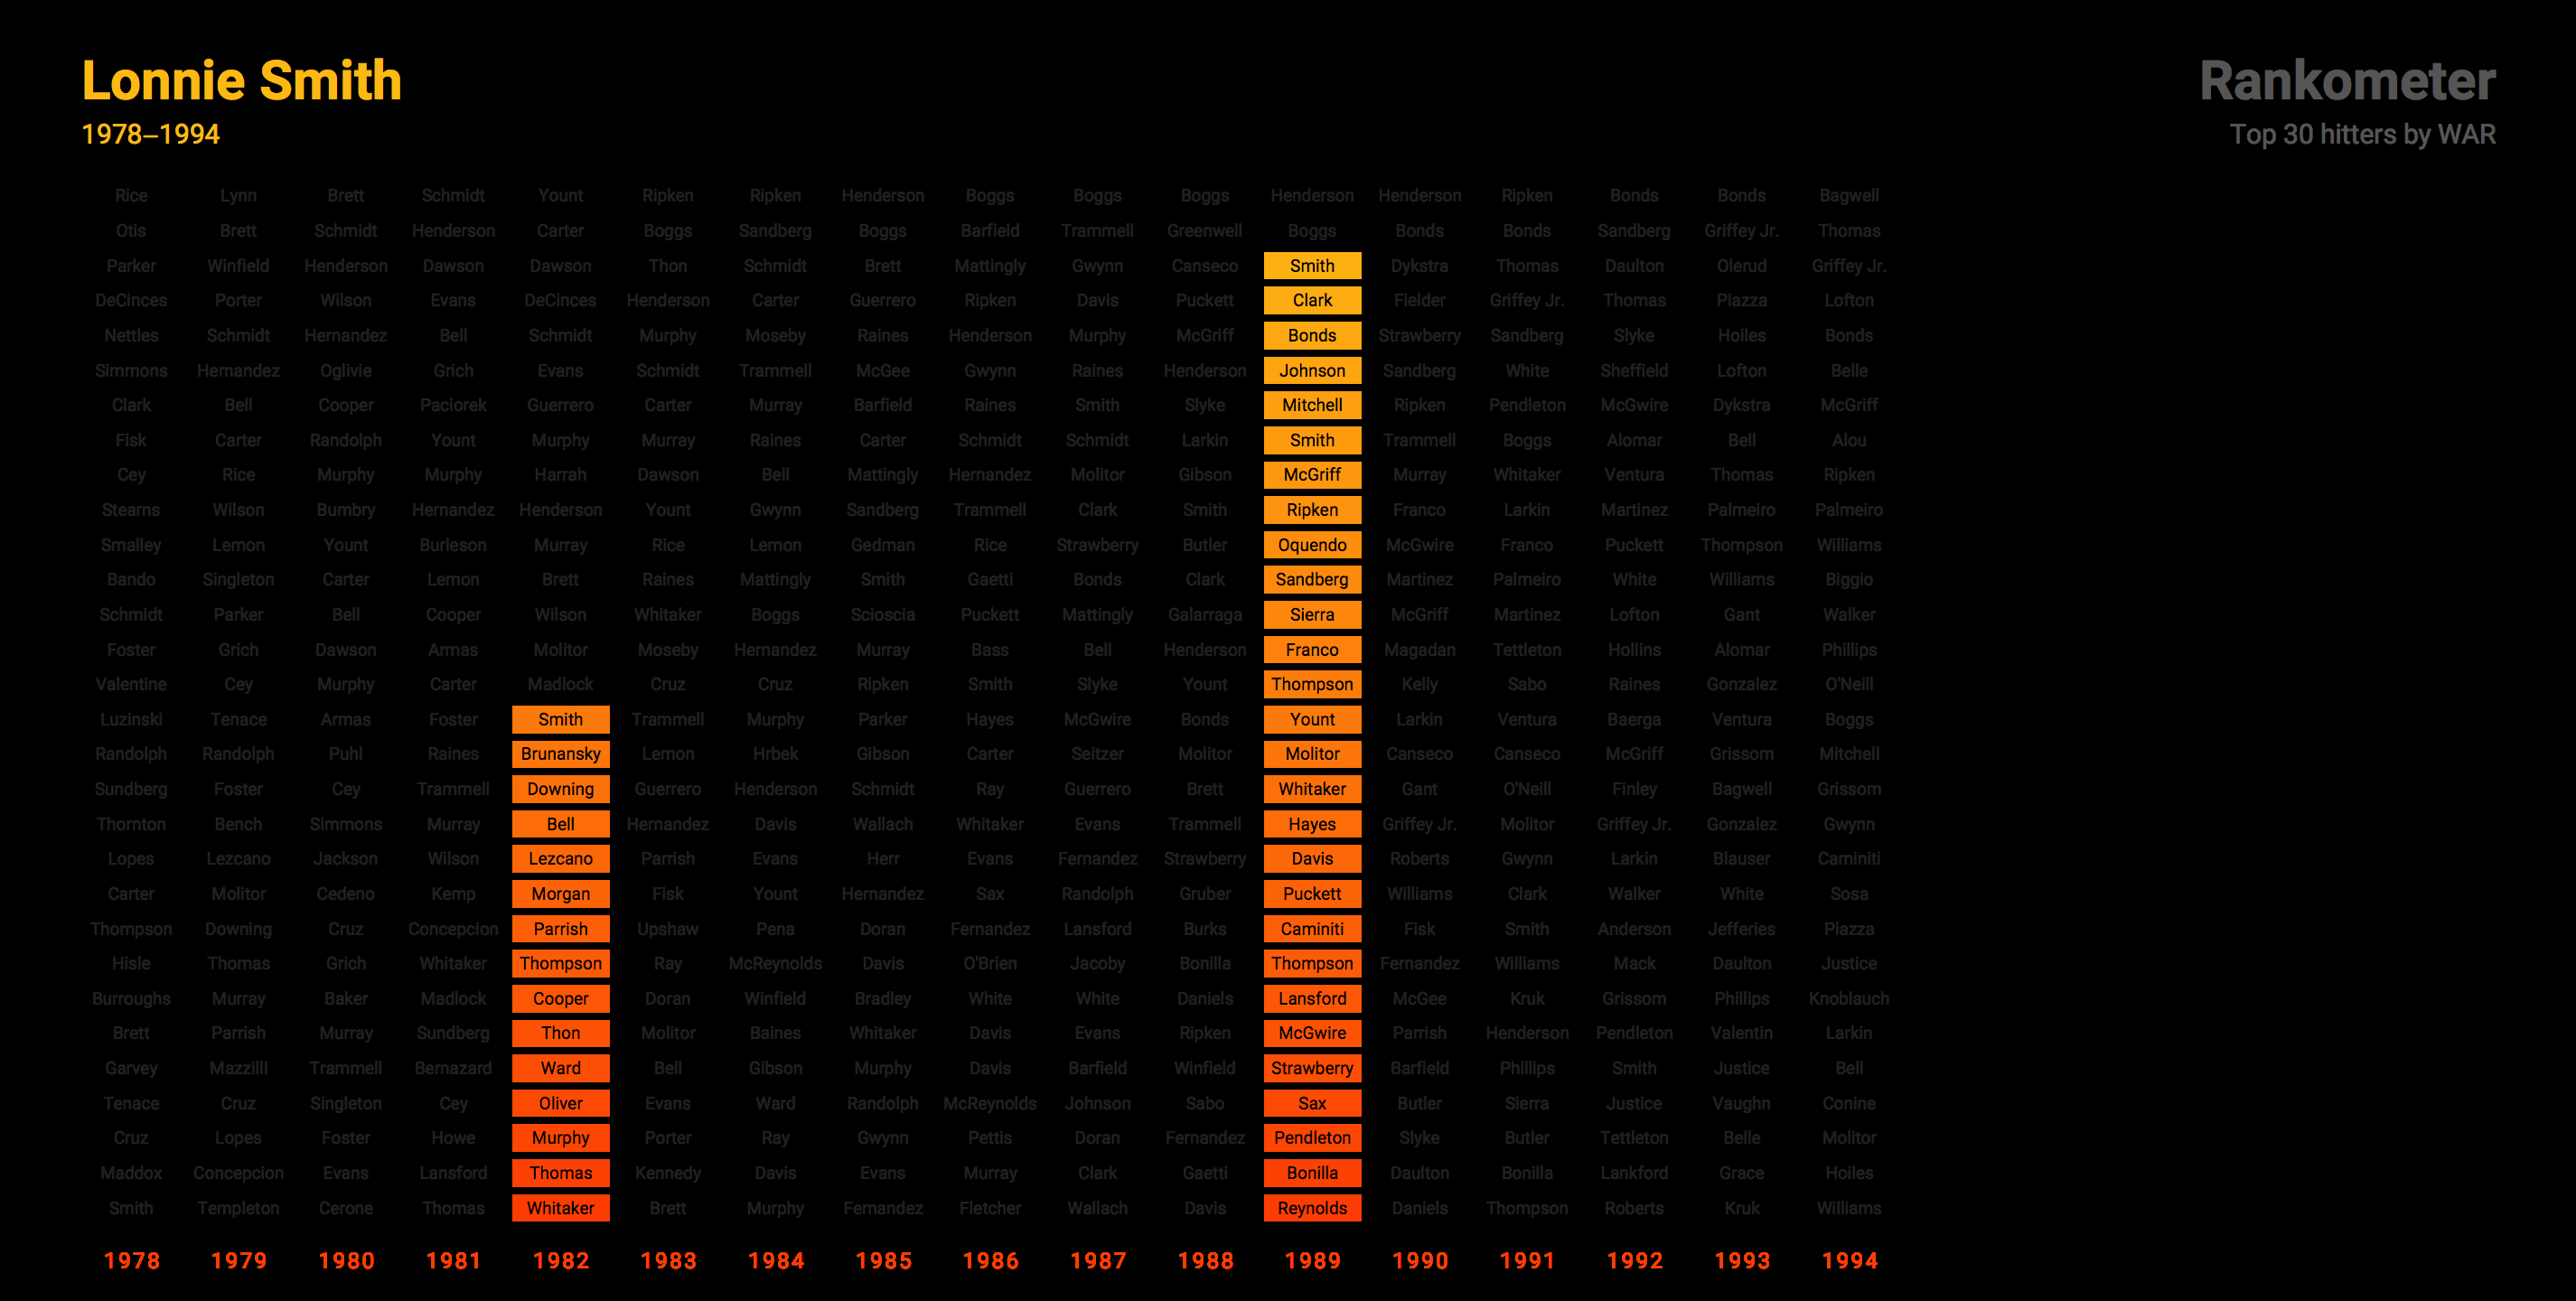 Lonnie Smith
1978–1994
Rankometer
Top 30 hitters by WAR
Rice Lynn Brett Schmidt Yount Ripken Ripken Henderson Boggs Boggs Boggs Henderson Henderson Ripken Bonds Bonds Bagwell
Otis Brett Schmidt Henderson Carter Boggs Sandberg Boggs Barfield Trammell Greenwell Boggs Bonds Bonds Sandberg Griffey Jr. Thomas
Parker Winfield Henderson Dawson Dawson Thon Schmidt Brett Mattingly Gwynn Canseco Smith Dykstra Thomas Daulton Olerud Griffey Jr.
DeCinces Porter Wilson Evans DeCinces Henderson Carter Guerrero Ripken Davis Puckett Clark Fielder Griffey Jr. Thomas Piazza Lofton
Nettles Schmidt Hernandez Bell Schmidt Murphy Moseby Raines Henderson Murphy McGriff Bonds Strawberry Sandberg Slyke Hoiles Bonds
Simmons Hernandez Oglivie Grich Evans Schmidt Trammell McGee Gwynn Raines Henderson Johnson Sandberg White Sheffield Lofton Belle
Clark Bell Cooper Paciorek Guerrero Carter Murray Barfield Raines Smith Slyke Mitchell Ripken Pendleton McGwire Dykstra McGriff
Fisk Carter Randolph Yount Murphy Murray Raines Carter Schmidt Schmidt Larkin Smith Trammell Boggs Alomar Bell Alou
Cey Rice Murphy Murphy Harrah Dawson Bell Mattingly Hernandez Molitor Gibson McGriff Murray Whitaker Ventura Thomas Ripken
Stearns Wilson Bumbry Hernandez Henderson Yount Gwynn Sandberg Trammell Clark Smith Ripken Franco Larkin Martinez Palmeiro Palmeiro
Smalley Lemon Yount Burleson Murray Rice Lemon Gedman Rice Strawberry Butler Oquendo McGwire Franco Puckett Thompson Williams
Bando Singleton Carter Lemon Brett Raines Mattingly Smith Gaetti Bonds Clark Sandberg Martinez Palmeiro White Williams Biggio
Schmidt Parker Bell Cooper Wilson Whitaker Boggs Scioscia Puckett Mattingly Galarraga Sierra McGriff Martinez Lofton Gant Walker
Foster Grich Dawson Armas Molitor Moseby Hernandez Murray Bass Bell Henderson Franco Magadan Tettleton Hollins Alomar Phillips
Valentine Cey Murphy Carter Madlock Cruz Cruz Ripken Smith Slyke Yount Thompson Kelly Sabo Raines Gonzalez O'Neill
Luzinski Tenace Armas Foster Smith Trammell Murphy Parker Hayes McGwire Bonds Yount Larkin Ventura Baerga Ventura Boggs
Randolph Randolph Puhl Raines Brunansky Lemon Hrbek Gibson Carter Seitzer Molitor Molitor Canseco Canseco McGriff Grissom Mitchell
Sundberg Foster Cey Trammell Downing Guerrero Henderson Schmidt Ray Guerrero Brett Whitaker Gant O'Neill Finley Bagwell Grissom
Thornton Bench Simmons Murray Bell Hernandez Davis Wallach Whitaker Evans Trammell Hayes Griffey Jr. Molitor Griffey Jr. Gonzalez Gwynn
Lopes Lezcano Jackson Wilson Lezcano Parrish Evans Herr Evans Fernandez Strawberry Davis Roberts Gwynn Larkin Blauser Caminiti
Carter Molitor Cedeno Kemp Morgan Fisk Yount Hernandez Sax Randolph Gruber Puckett Williams Clark Walker White Sosa
Thompson Downing Cruz Concepcion Parrish Upshaw Pena Doran Fernandez Lansford Burks Caminiti Fisk Smith Anderson Jefferies Piazza
Hisle Thomas Grich Whitaker Thompson Ray McReynolds Davis O'Brien Jacoby Bonilla Thompson Fernandez Williams Mack Daulton Justice
Burroughs Murray Baker Madlock Cooper Doran Winfield Bradley White White Daniels Lansford McGee Kruk Grissom Phillips Knoblauch
Brett Parrish Murray Sundberg Thon Molitor Baines Whitaker Davis Evans Ripken McGwire Parrish Henderson Pendleton Valentin Larkin
Garvey Mazzilli Trammell Bernazard Ward Bell Gibson Murphy Davis Barfield Winfield Strawberry Barfield Phillips Smith Justice Bell
Tenace Cruz Singleton Cey Oliver Evans Ward Randolph McReynolds Johnson Sabo Sax Butler Sierra Justice Vaughn Conine
Cruz Lopes Foster Howe Murphy Porter Ray Gwynn Pettis Doran Fernandez Pendleton Slyke Butler Tettleton Belle Molitor
Maddox Concepcion Evans Lansford Thomas Kennedy Davis Evans Murray Clark Gaetti Bonilla Daulton Bonilla Lankford Grace Hoiles
Smith Templeton Cerone Thomas Whitaker Brett Murphy Fernandez Fletcher Wallach Davis Reynolds Daniels Thompson Roberts Kruk Williams
1978 1979 1980 1981 1982 1983 1984 1985 1986 1987 1988 1989 1990 1991 1992 1993 1994